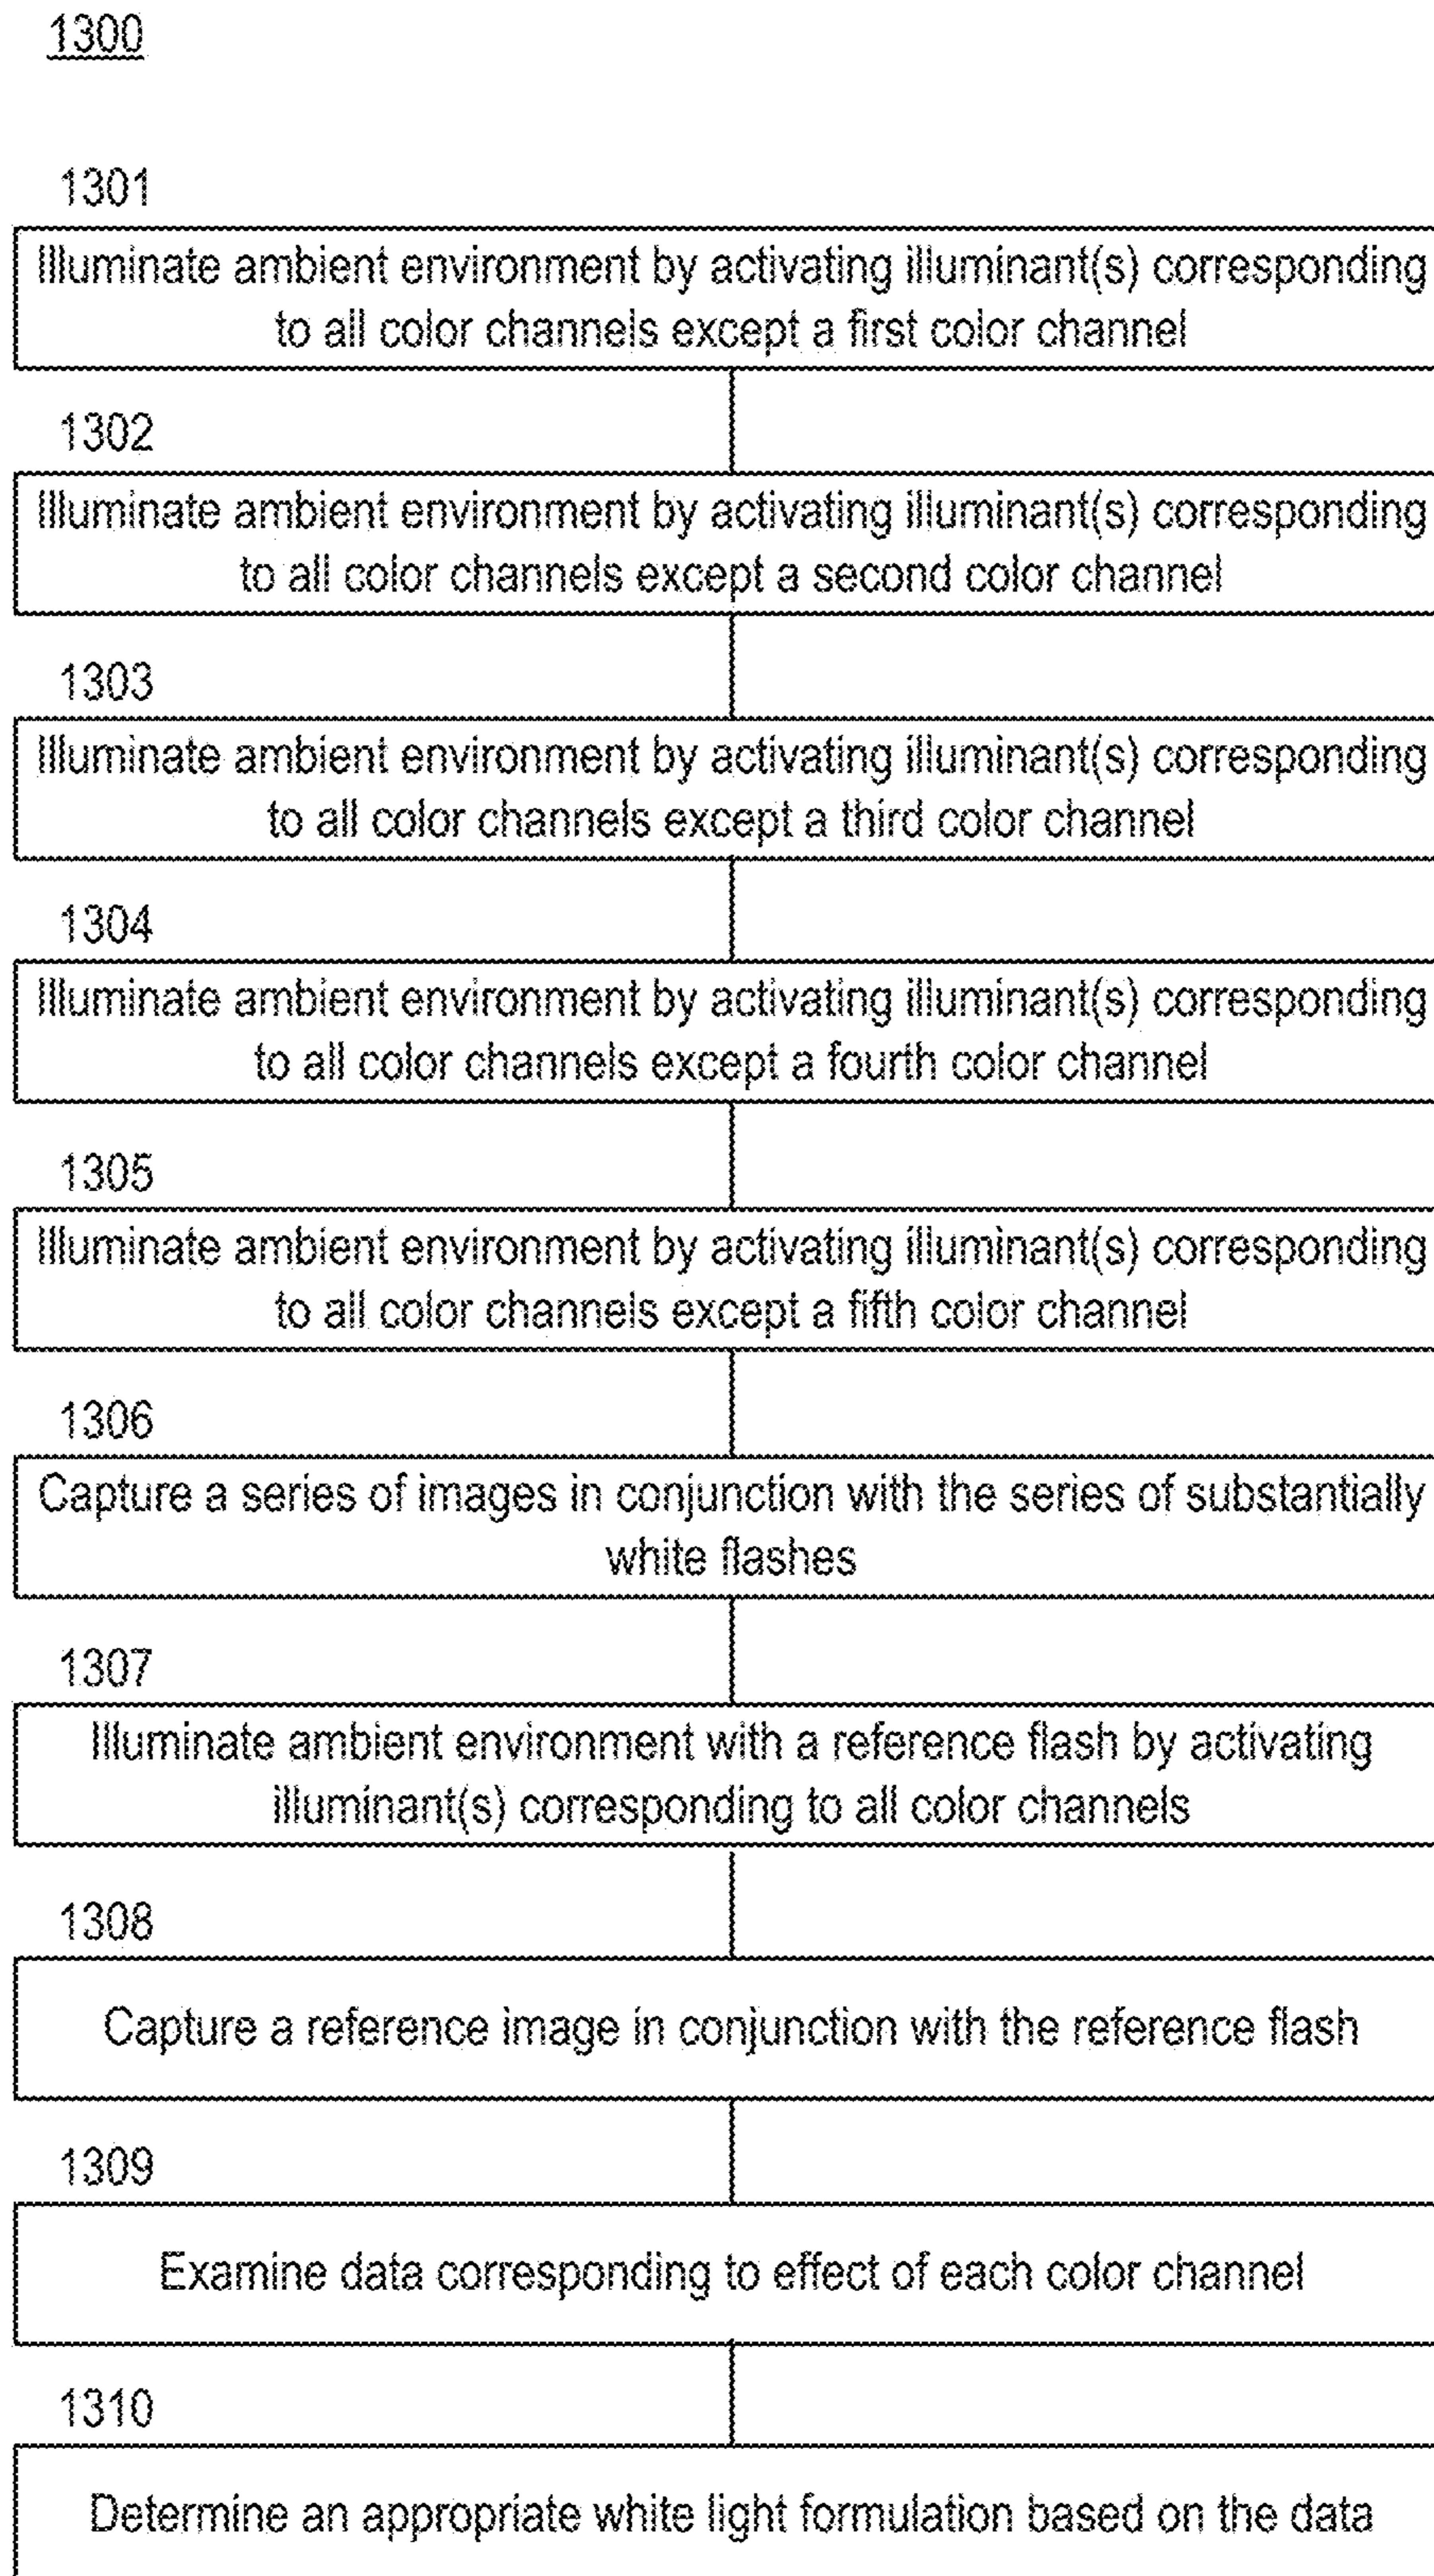 1300
1301
Illuminate ambient environment by activating illuminant(s) corresponding
to all color channels except a first color channel
1302
Illuminate ambient environment by activating illuminant(s) corresponding
to all color channels except a second color channel
1303
Illuminate ambient environment by activating illuminant(s) corresponding
to all color channels except a third color channel
1304
Illuminate ambient environment by activating illuminant(s) corresponding
to all color channels except a fourth color channel
1305
Illuminate ambient environment by activating illuminant(s) corresponding
to all color channels except a fifth color channel
1306
Capture a series of images in conjunction with the series of substantially
white flashes
1307
Illuminate ambient environment with a reference flash by activating
illuminant(s) corresponding to all color channels
1308
Capture a reference image in conjunction with the reference flash
1309
Examine data corresponding to effect of each color channel
1310
Determine an appropriate white light formulation based on the data